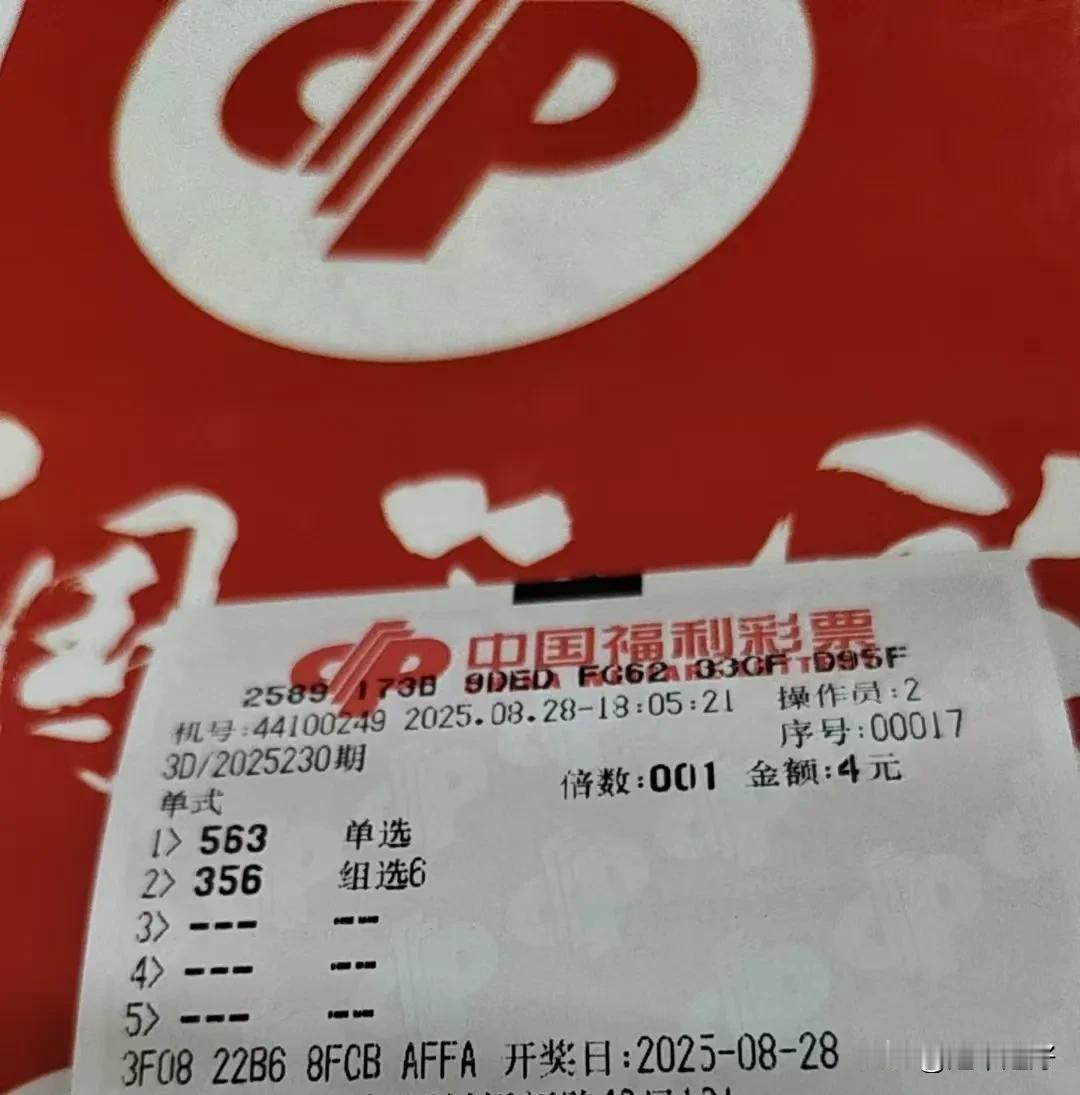 中国福利彩票
2589 173B 9DED FC62 33CF D95F
机号:44100249 2025.08.28-18:05:21 操作员:2
序号:00017
3D/2025230期
倍数:001 金额:4元
单式
1> 563 单选
2> 356 组选6
3> --- --
4> --- --
5> --- --
3F08 22B6 8FCB AFFA 开奖日:2025-08-28